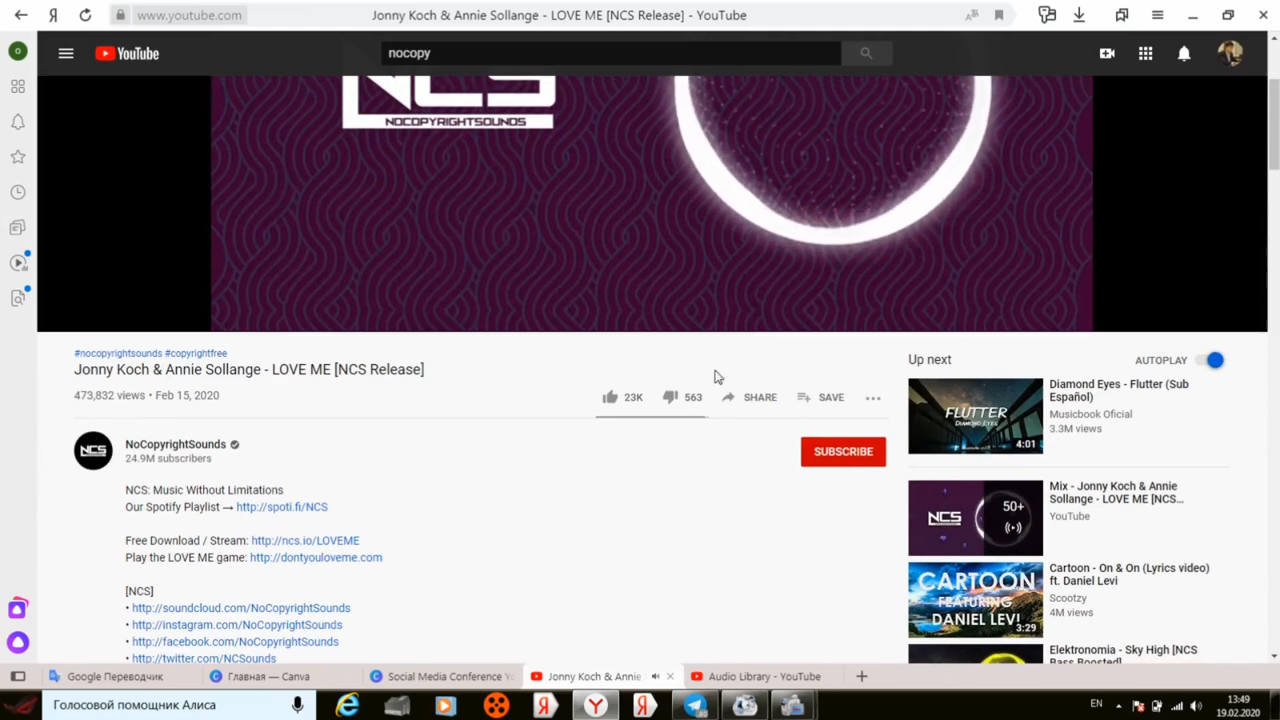 www.youtube.com
Jonny Koch & Annie Sollange - LOVE ME [NCS Release] - YouTube
YouTube
nocopy
NCS
NOCOPYRIGHTSOUNDS
#nocopyrightsounds #copyrightfree
Jonny Koch & Annie Sollange - LOVE ME [NCS Release]
473,832 views • Feb 15, 2020
23K
563
SHARE
SAVE
NCS
NoCopyrightSounds
24.9M subscribers
SUBSCRIBE
NCS: Music Without Limitations
Our Spotify Playlist → http://spoti.fi/NCS
Free Download / Stream: http://ncs.io/LOVEME
Play the LOVE ME game: http://dontyouloveme.com
[NCS]
• http://soundcloud.com/NoCopyrightSounds
• http://instagram.com/NoCopyrightSounds
• http://facebook.com/NoCopyrightSounds
• http://twitter.com/NCSounds
Up next
AUTOPLAY
FLUTTER
4:01
Diamond Eyes - Flutter (Sub
Español)
Musicbook Oficial
3.3M views
NCS
50+
Mix - Jonny Koch & Annie
Sollange - LOVE ME [NCS...
YouTube
CARTOON
FEATURING
DANIEL LEVI
3:29
Cartoon - On & On (Lyrics video)
ft. Daniel Levi
Scootzy
4M views
Elektronomia - Sky High [NCS
Bass Boosted]
Google Переводчик
Главная — Canva
Social Media Conference Yo
Jonny Koch & Annie
Audio Library - YouTube
Голосовой помощник Алиса
EN
13:49
19.02.2020